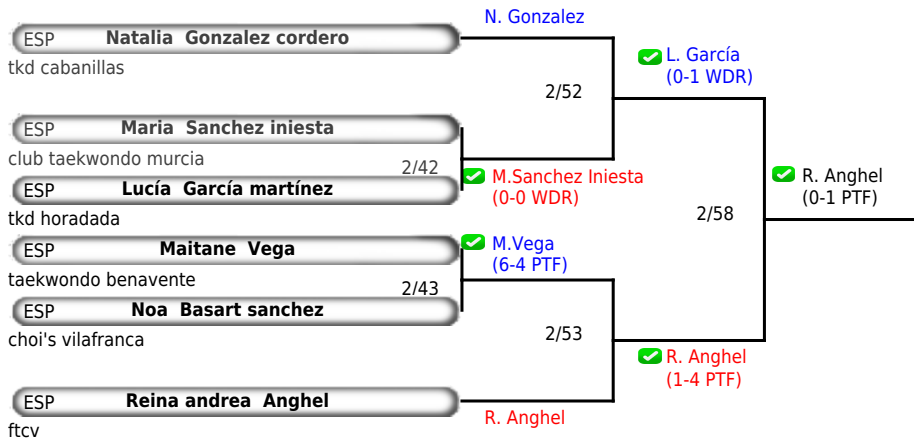 N. Gonzalez
ESP Natalia Gonzalez cordero
tkd cabanillas
L. García
(0-1 WDR)
2/52
ESP Maria Sanchez iniesta
club taekwondo murcia
2/42
M.Sanchez Iniesta
(0-0 WDR)
R. Anghel
(0-1 PTF)
ESP Lucía García martínez
tkd horadada
2/58
ESP Maitane Vega
M.Vega
(6-4 PTF)
taekwondo benavente
2/43
ESP Noa Basart sanchez
choi's vilafranca
2/53
R. Anghel
(1-4 PTF)
ESP Reina andrea Anghel
R. Anghel
ftcv